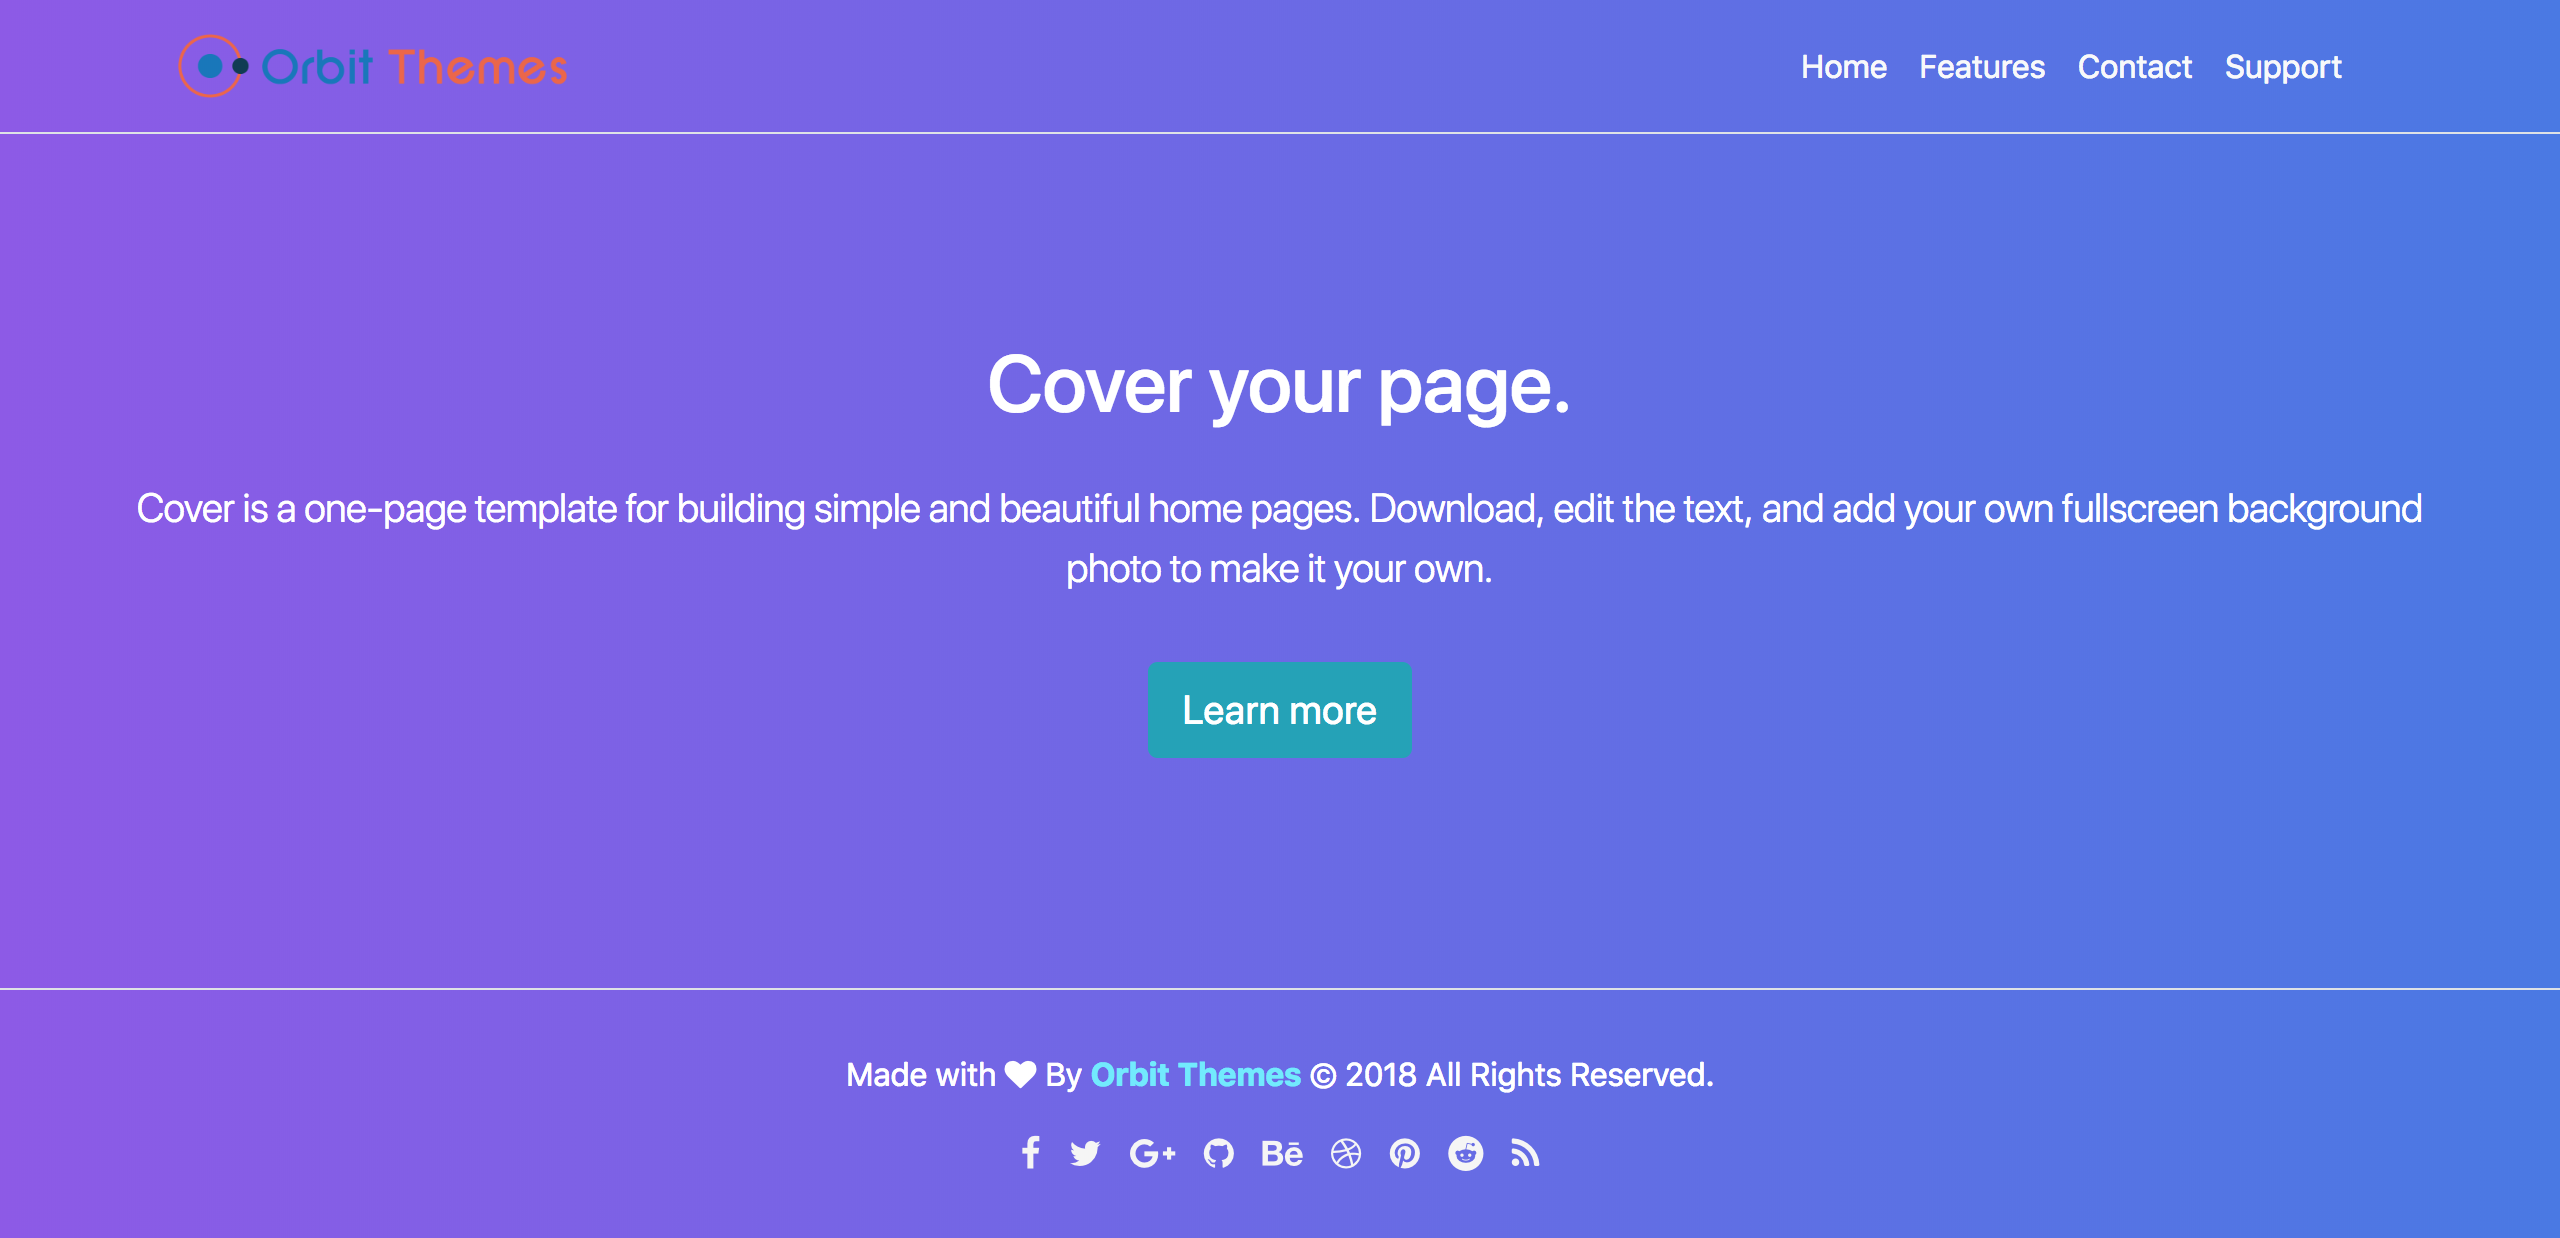 Orbit Themes
Home Features Contact Support
Cover your page.
Cover is a one-page template for building simple and beautiful home pages. Download, edit the text, and add your own fullscreen background
photo to make it your own.
Learn more
Made with ♥ By Orbit Themes © 2018 All Rights Reserved.